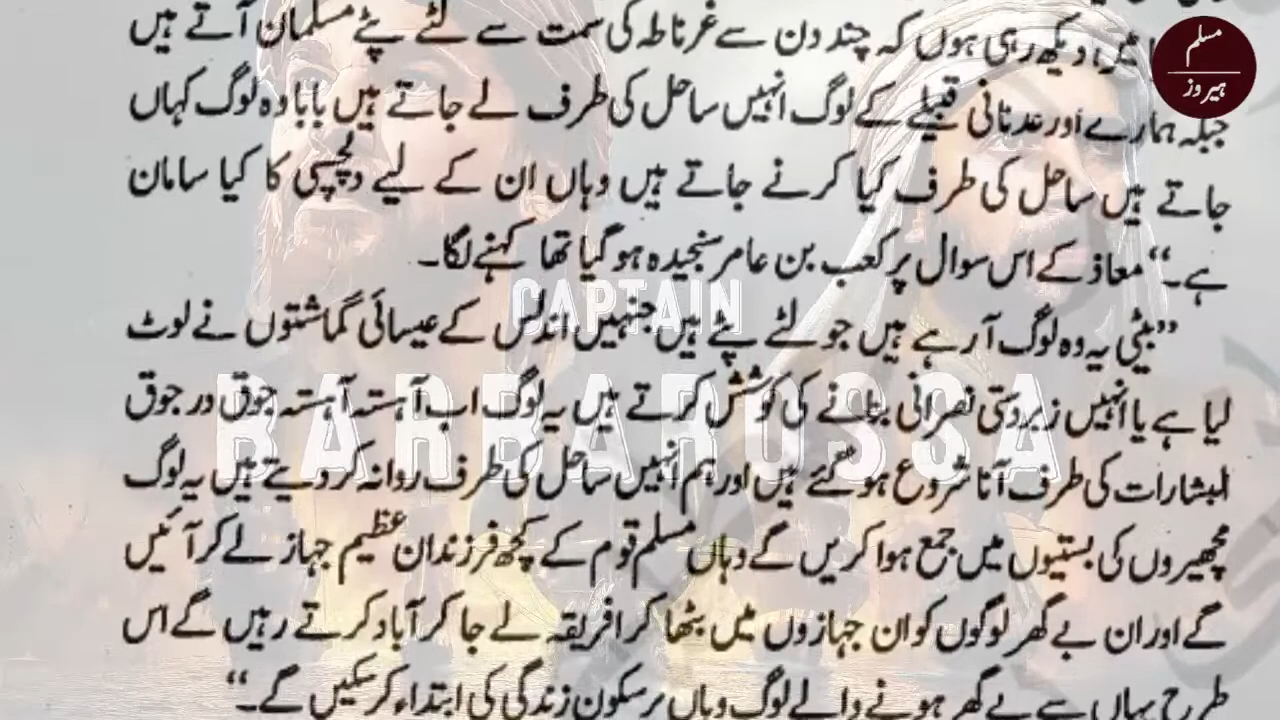 دیکھ رہی ہوں کہ چند دن سے غرناطہ کی سمت سے لٹے پٹے مسلمان آتے ہیں
جبکہ ہمارے اور عدنانی قبیلے کے لوگ انہیں ساحل کی طرف لے جاتے ہیں بابا وہ لوگ کہاں
جاتے ہیں ساحل کی طرف کیا کرنے جاتے ہیں وہاں ان کے لیے دلچسپی کا کیا سامان
ہے۔‘‘ معاذ کے اس سوال پر کعب بن عامر سنجیدہ ہو گیا تھا کہنے لگا۔
’’بیٹی یہ وہ لوگ آ رہے ہیں جو لٹے پٹے ہیں جنہیں اندلس کے عیسائی گماشتوں نے لوٹ
لیا ہے یا انہیں زبردستی نصرانی بنانے کی کوشش کرتے ہیں یہ لوگ اب آہستہ آہستہ جوق در جوق
البشارات کی طرف آنا شروع ہو گئے ہیں اور ہم انہیں ساحل کی طرف روانہ کر دیتے ہیں یہ لوگ
مچھیروں کی بستیوں میں جمع ہوا کریں گے وہاں مسلم قوم کے کچھ فرزندان عظیم جہاز لے کر آئیں
گے اور ان بے گھر لوگوں کو ان جہازوں میں بٹھا کر افریقہ لے جا کر آباد کرتے رہیں گے اس
طرح یہاں سے بے گھر ہونے والے لوگ وہاں پر سکون زندگی کی ابتداء کر سکیں گے۔‘‘
مسلم
ہیروز
CAPTAIN
BARBAROSSA